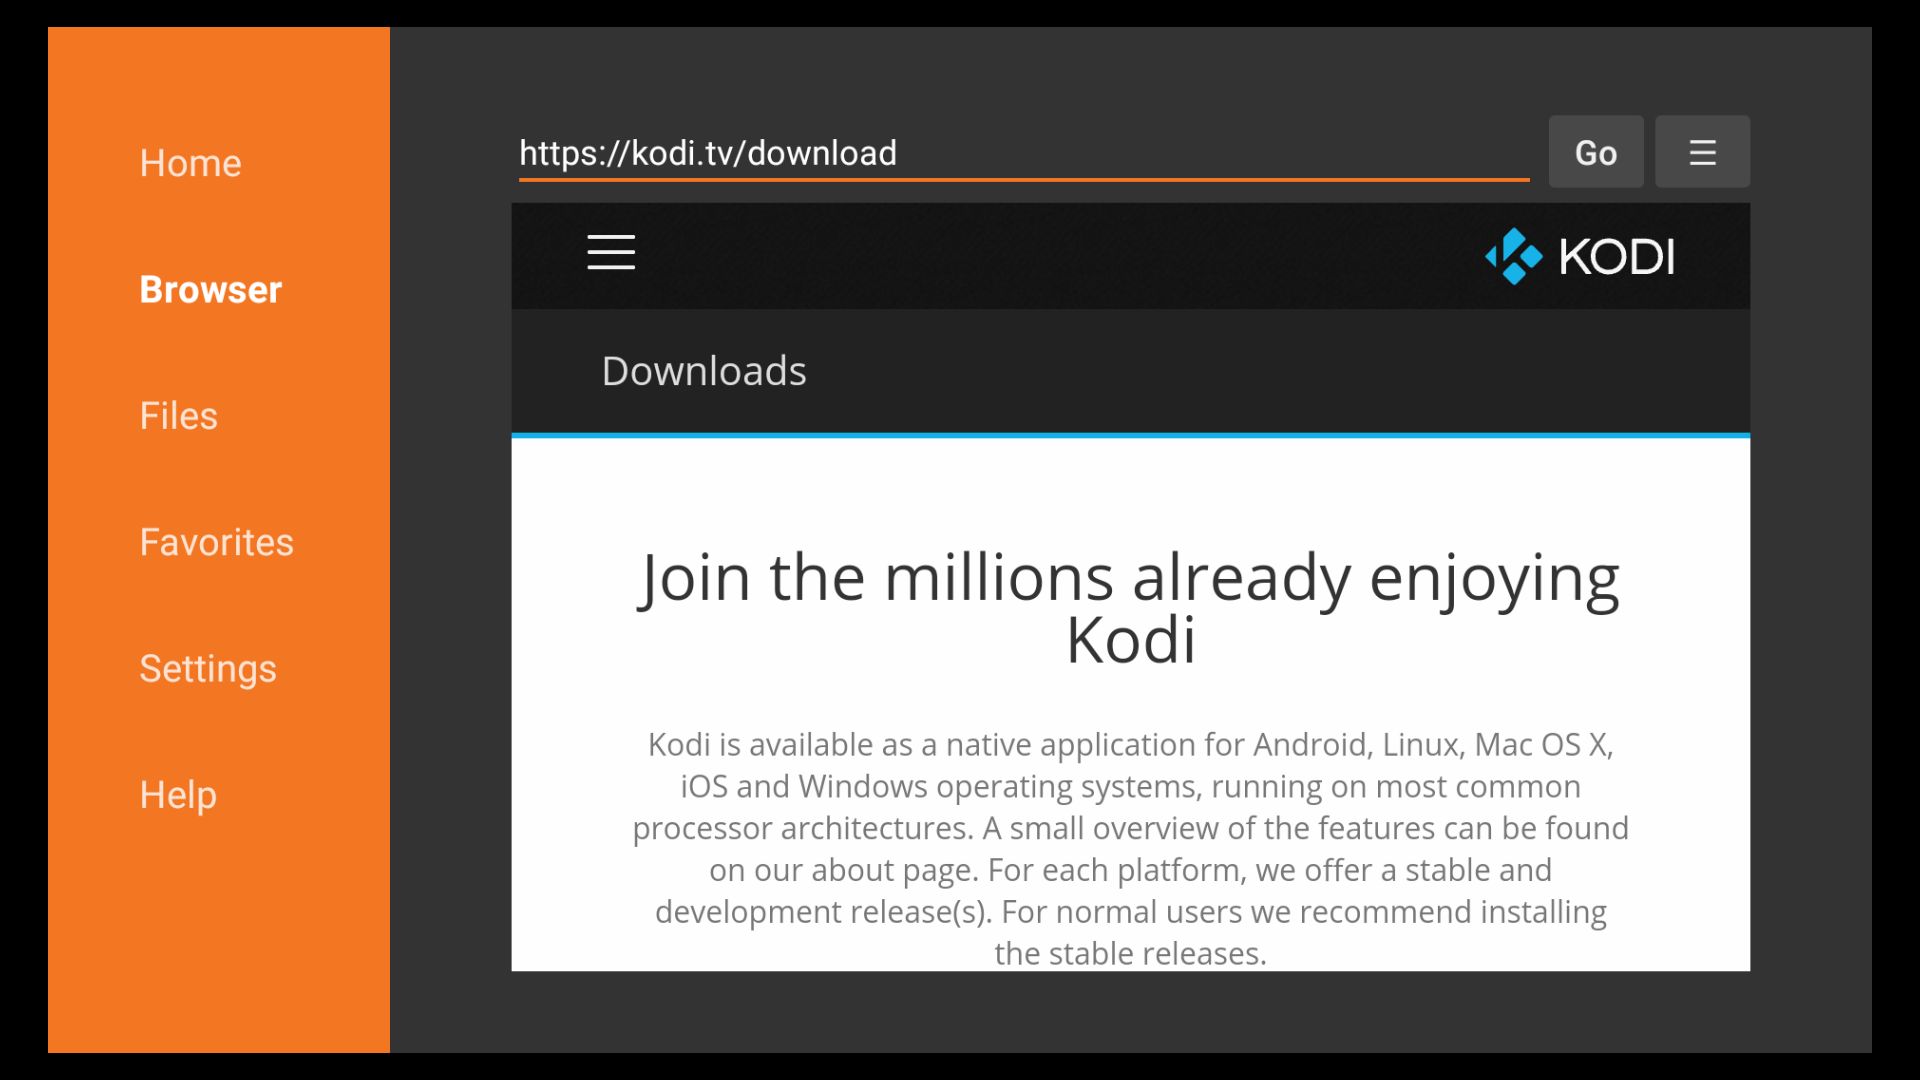 Home
Browser
Files
Favorites
Settings
Help
https://kodi.tv/download
Go
KODI
Downloads
Join the millions already enjoying
Kodi
Kodi is available as a native application for Android, Linux, Mac OS X,
iOS and Windows operating systems, running on most common
processor architectures. A small overview of the features can be found
on our about page. For each platform, we offer a stable and
development release(s). For normal users we recommend installing
the stable releases.